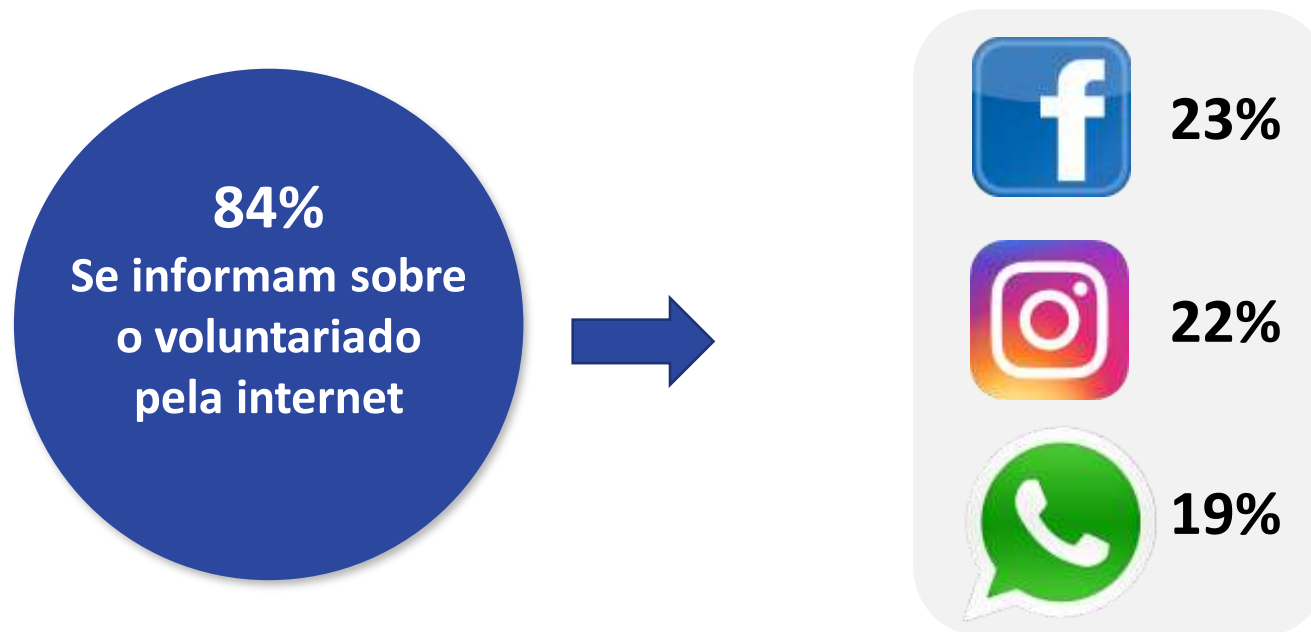 84%
Se informam sobre
o voluntariado
pela internet
23%
22%
19%